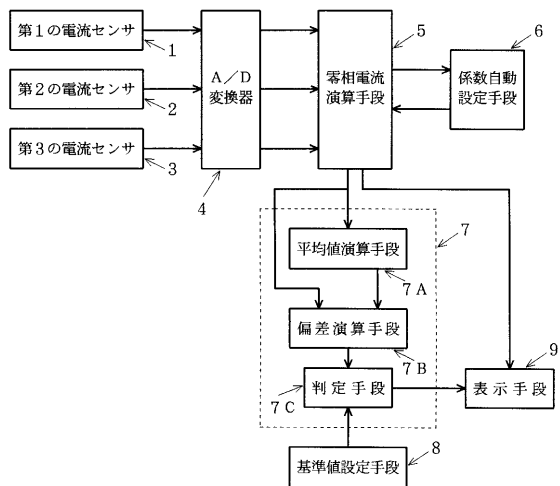 第1の電流センサ
1
第2の電流センサ
2
第3の電流センサ
3
A/D
変換器
4
零相電流
演算手段
5
係数自動
設定手段
6
平均値演算手段
7A
7
偏差演算手段
7B
判定手段
7C
表示手段
9
基準値設定手段
8